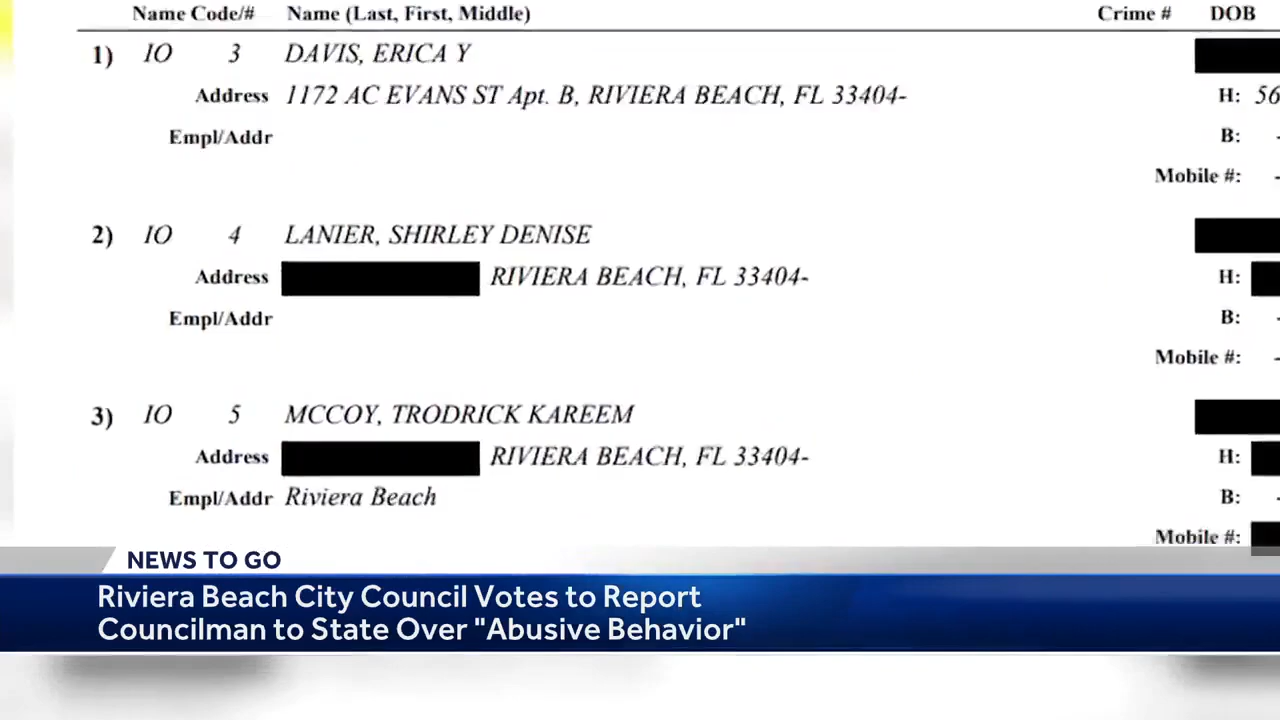 Name Code/# Name (Last, First, Middle) Crime # DOB
1) IO 3 DAVIS, ERICA Y
Address 1172 AC EVANS ST Apt. B, RIVIERA BEACH, FL 33404- H: 56
Empl/Addr B: -
Mobile #: -
2) IO 4 LANIER, SHIRLEY DENISE
Address RIVIERA BEACH, FL 33404- H:
Empl/Addr B: -
Mobile #: -
3) IO 5 MCCOY, TRODRICK KAREEM
Address RIVIERA BEACH, FL 33404- H:
Empl/Addr Riviera Beach B: -
Mobile #:
NEWS TO GO
Riviera Beach City Council Votes to Report
Councilman to State Over "Abusive Behavior"